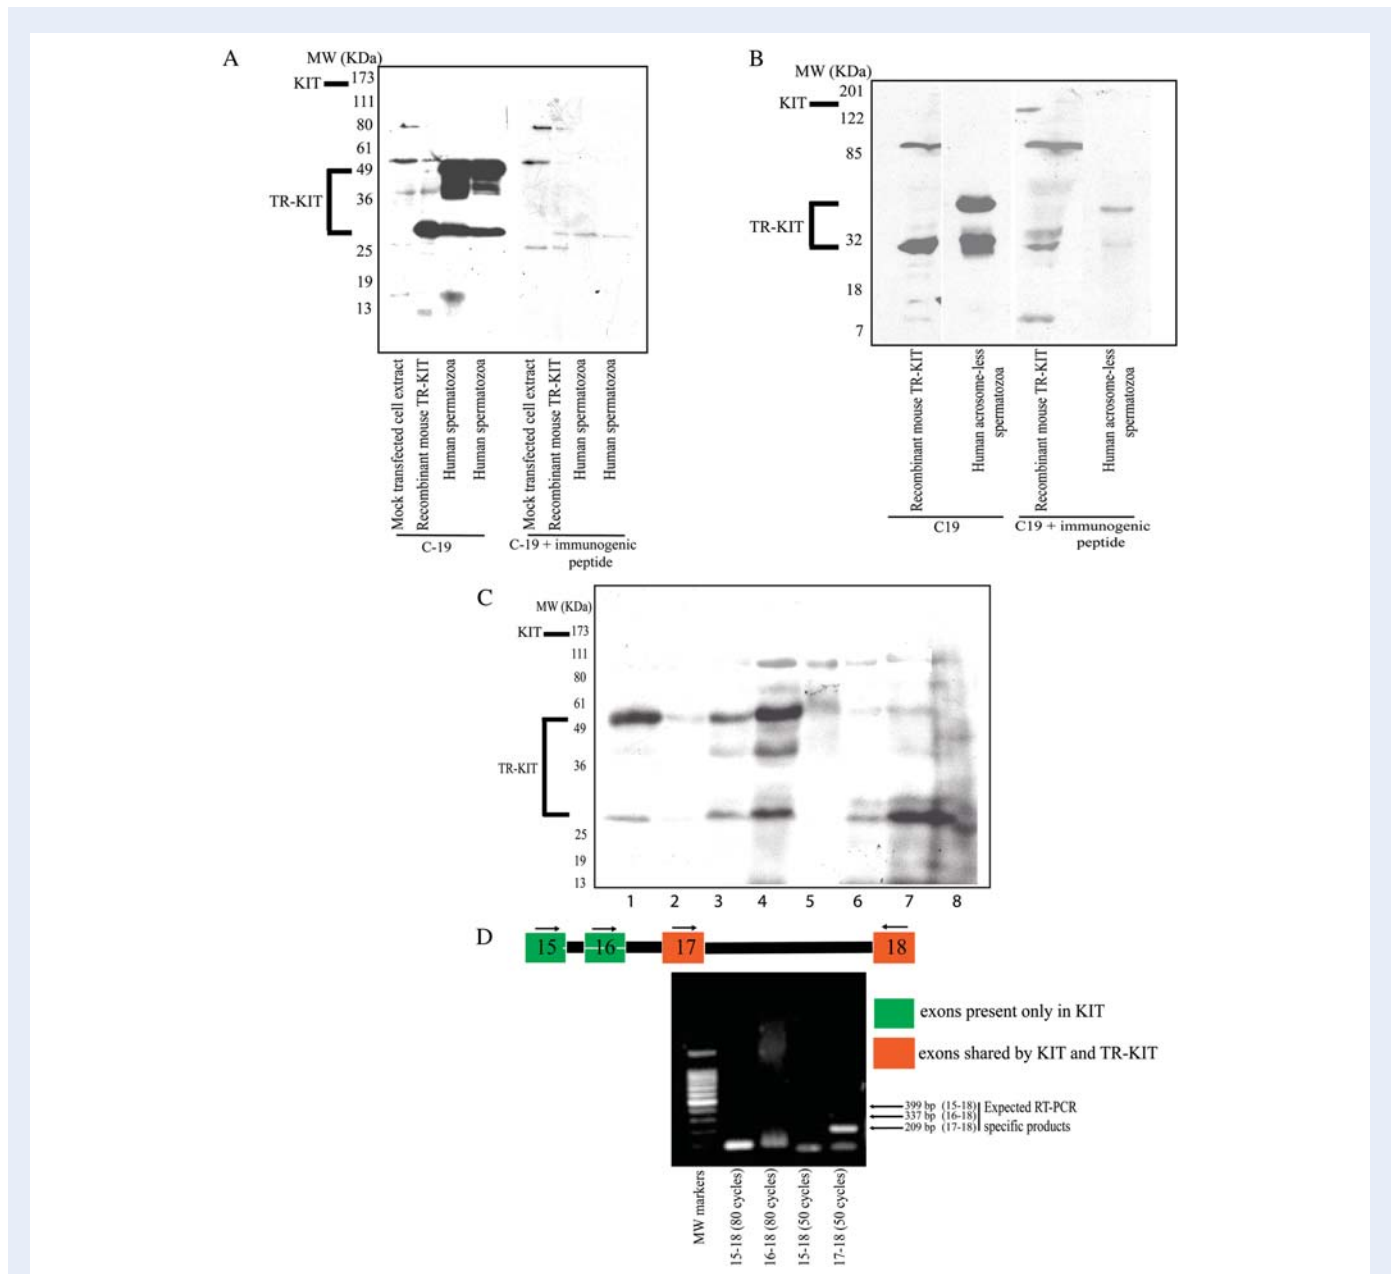 A
MW (KDa)
KIT
173
111
80
61
49
TR-KIT
36
25
19
13
Mock transfected cell extract
Recombinant mouse TR-KIT
Human spermatozoa
Human spermatozoa
Mock transfected cell extract
Recombinant mouse TR-KIT
Human spermatozoa
Human spermatozoa
C-19
C-19 + immunogenic
peptide
B
MW (KDa)
201
KIT
122
85
TR-KIT
32
18
7
Recombinant mouse TR-KIT
Human acrosome-less
spermatozoa
Recombinant mouse TR-KIT
Human acrosome-less
spermatozoa
C19
C19 + immunogenic
peptide
C
MW (KDa)
KIT
173
111
80
61
49
36
TR-KIT
25
19
13
1 2 3 4 5 6 7 8
D
15 16 17 18
exons present only in KIT
exons shared by KIT and TR-KIT
399 bp (15-18)
337 bp (16-18)
209 bp (17-18)
Expected RT-PCR
specific products
MW markers
15-18 (80 cycles)
16-18 (80 cycles)
15-18 (50 cycles)
17-18 (50 cycles)